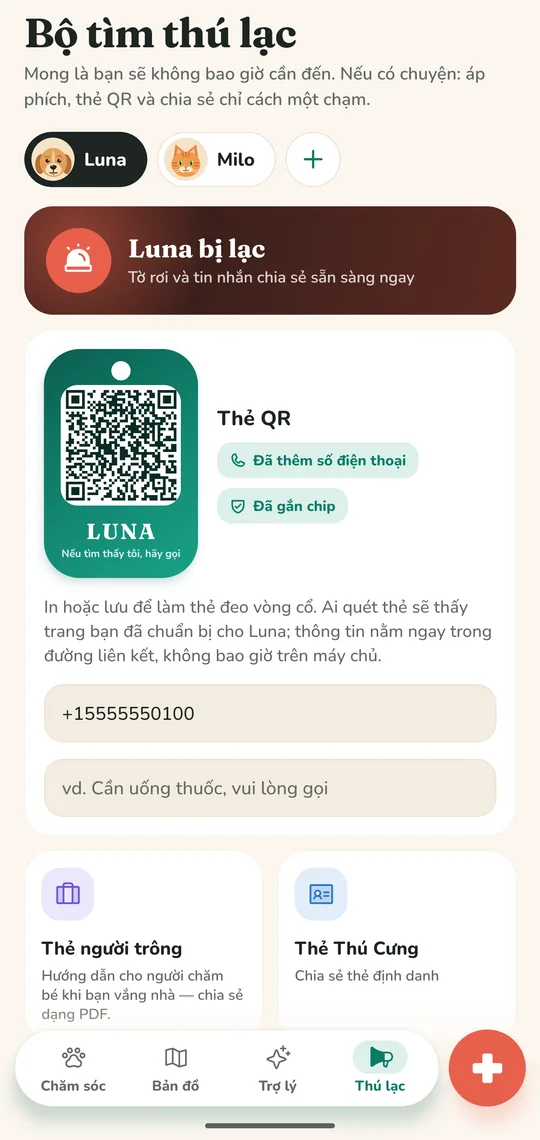 Bộ tìm thú lạc
Mong là bạn sẽ không bao giờ cần đến. Nếu có chuyện: áp
phích, thẻ QR và chia sẻ chỉ cách một chạm.
Luna
Milo
Luna bị lạc
Tờ rơi và tin nhắn chia sẻ sẵn sàng ngay
LUNA
Nếu tìm thấy tôi, hãy gọi
Thẻ QR
Đã thêm số điện thoại
Đã gắn chip
In hoặc lưu để làm thẻ đeo vòng cổ. Ai quét thẻ sẽ thấy
trang bạn đã chuẩn bị cho Luna; thông tin nằm ngay trong
đường liên kết, không bao giờ trên máy chủ.
+15555550100
vd. Cần uống thuốc, vui lòng gọi
Thẻ người trông
Hướng dẫn cho người chăm
bé khi bạn vắng nhà — chia sẻ
dạng PDF.
Thẻ Thú Cưng
Chia sẻ thẻ định danh
Chăm sóc
Bản đồ
Trợ lý
Thú lạc